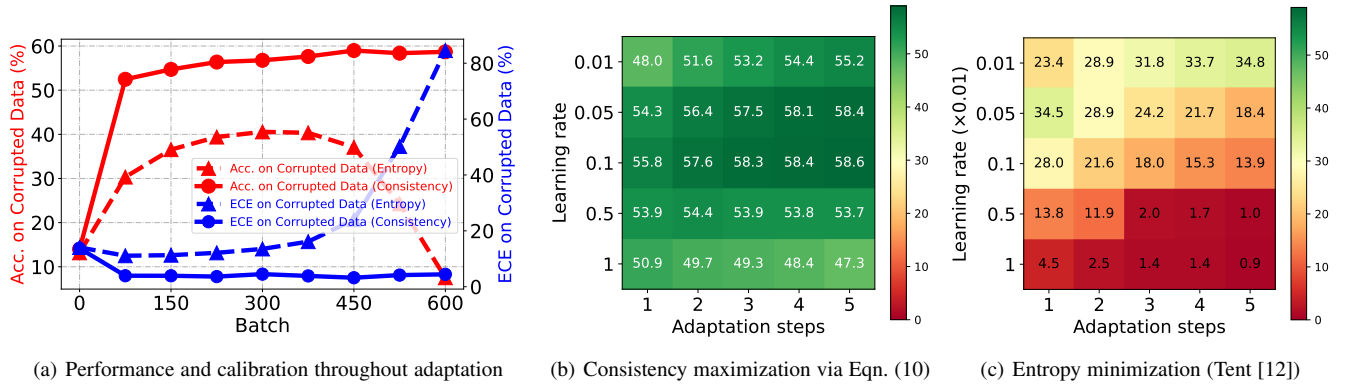 Acc. on Corrupted Data (%)
60
50
40
30
20
10
0
150
300
450
600
Batch
80
60
40
20
0
ECE on Corrupted Data (%)
Acc. on Corrupted Data (Entropy)
Acc. on Corrupted Data (Consistency)
ECE on Corrupted Data (Entropy)
ECE on Corrupted Data (Consistency)
(a) Performance and calibration throughout adaptation
Learning rate
0.01 48.0 51.6 53.2 54.4 55.2
0.05 54.3 56.4 57.5 58.1 58.4
0.1 55.8 57.6 58.3 58.4 58.6
0.5 53.9 54.4 53.9 53.8 53.7
1 50.9 49.7 49.3 48.4 47.3
1 2 3 4 5
Adaptation steps
50
40
30
20
10
0
(b) Consistency maximization via Eqn. (10)
Learning rate (×0.01)
0.01 23.4 28.9 31.8 33.7 34.8
0.05 34.5 28.9 24.2 21.7 18.4
0.1 28.0 21.6 18.0 15.3 13.9
0.5 13.8 11.9 2.0 1.7 1.0
1 4.5 2.5 1.4 1.4 0.9
1 2 3 4 5
Adaptation steps
50
40
30
20
10
0
(c) Entropy minimization (Tent [12])